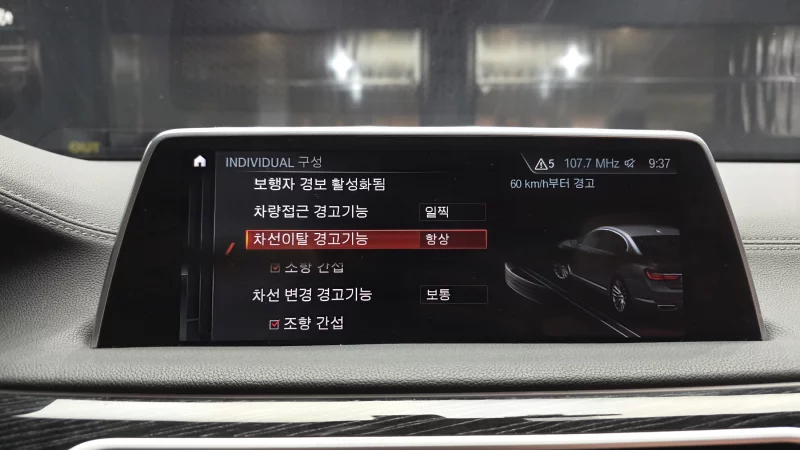 OUT
INDIVIDUAL 구성
5 107.7 MHz 9:37
보행자 경보 활성화됨
60 km/h부터 경고
차량접근 경고기능 일찍
차선이탈 경고기능 항상
조향 간섭
차선 변경 경고기능 보통
조향 간섭